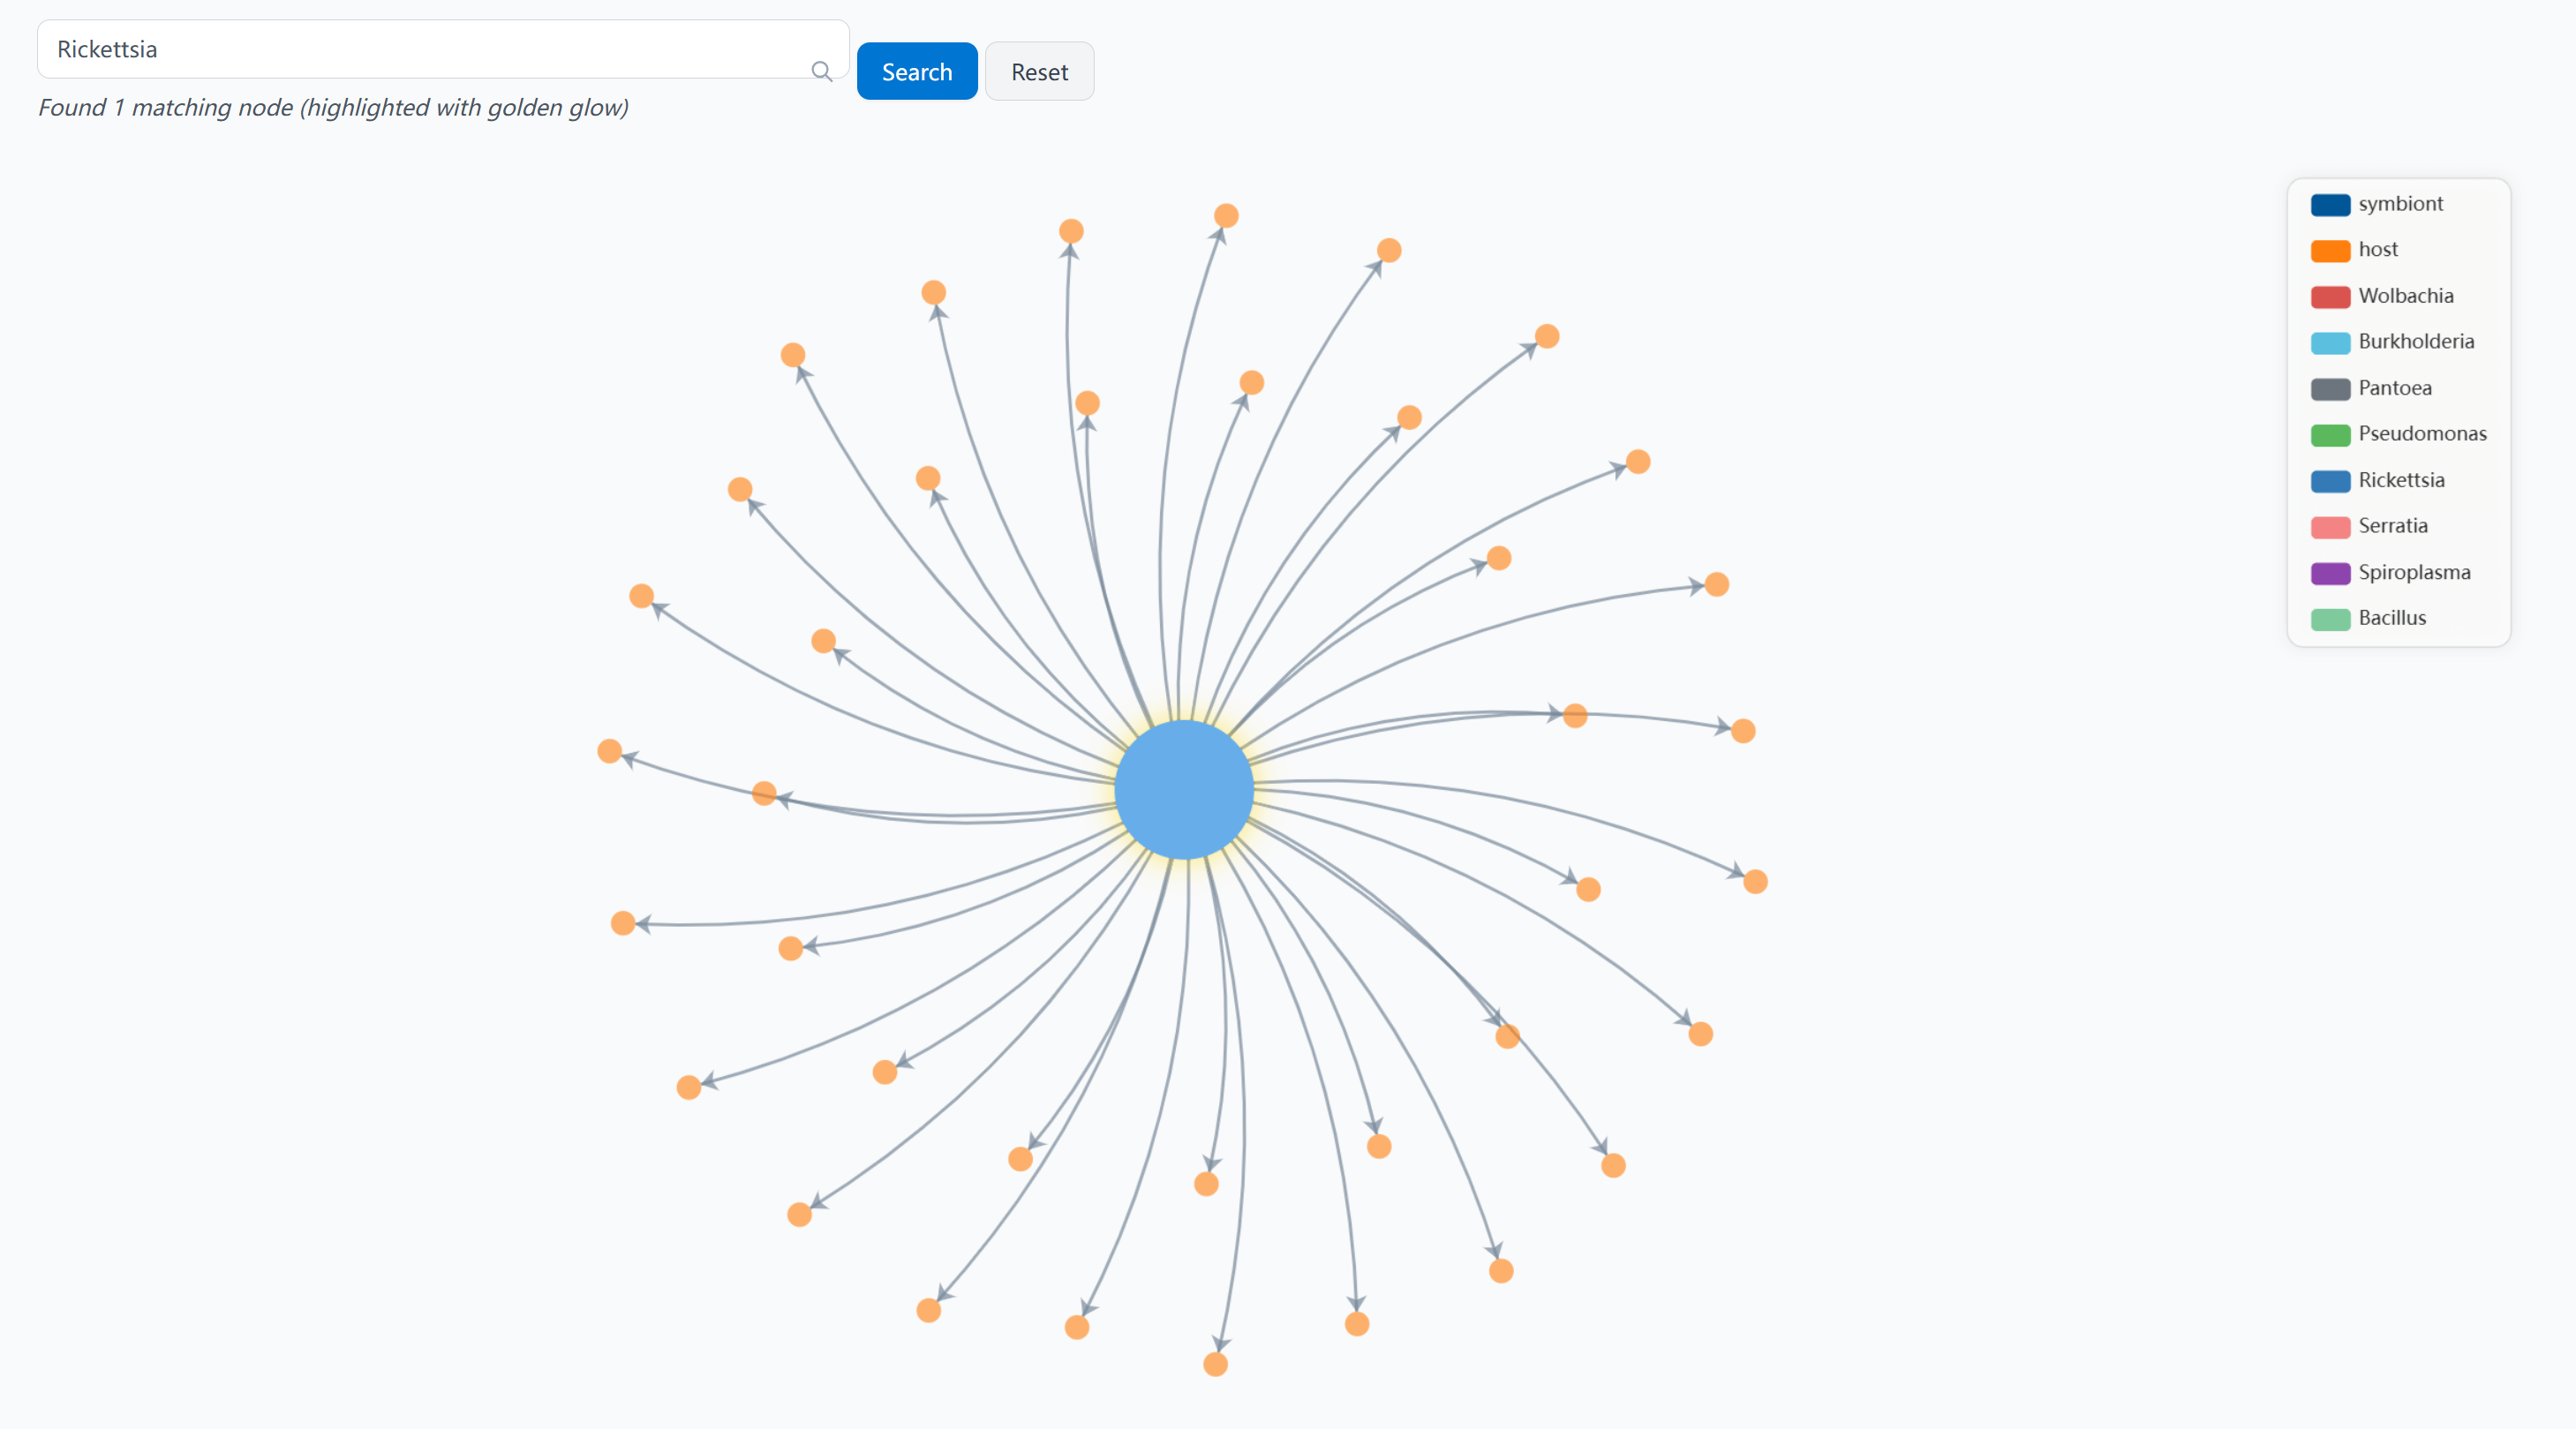 Rickettsia
Search
Reset
Found 1 matching node (highlighted with golden glow)
symbiont
host
Wolbachia
Burkholderia
Pantoea
Pseudomonas
Rickettsia
Serratia
Spiroplasma
Bacillus